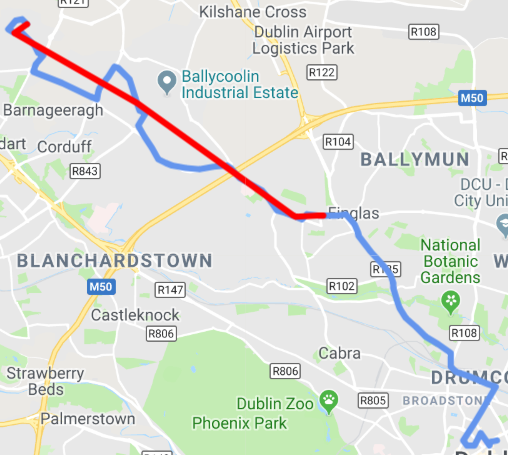 R121
Kilshane Cross
Dublin Airport
Logistics Park
R108
R122
Ballycoolin
Industrial Estate
M50
Barnageeragh
dart
Corduff
R104
BALLYMUN
R843
DCU - D
City Uni
Finglas
BLANCHARDSTOWN
National
Botanic
Gardens
W
M50
R147
R102
Castleknock
R806
R108
Cabra
Strawberry
Beds
R806
DRUMCO
Dublin Zoo
Phoenix Park
R805
BROADSTONE
Palmerstown